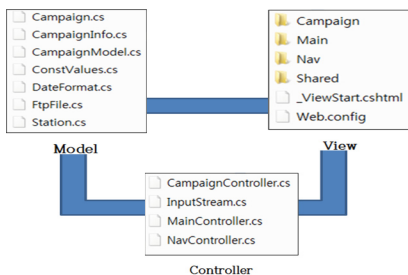 Campaign.cs
CampaignInfo.cs
CampaignModel.cs
ConstValues.cs
DateFormat.cs
FtpFile.cs
Station.cs
Model
Campaign
Main
Nav
Shared
_ViewStart.cshtml
Web.config
View
CampaignController.cs
InputStream.cs
MainController.cs
NavController.cs
Controller